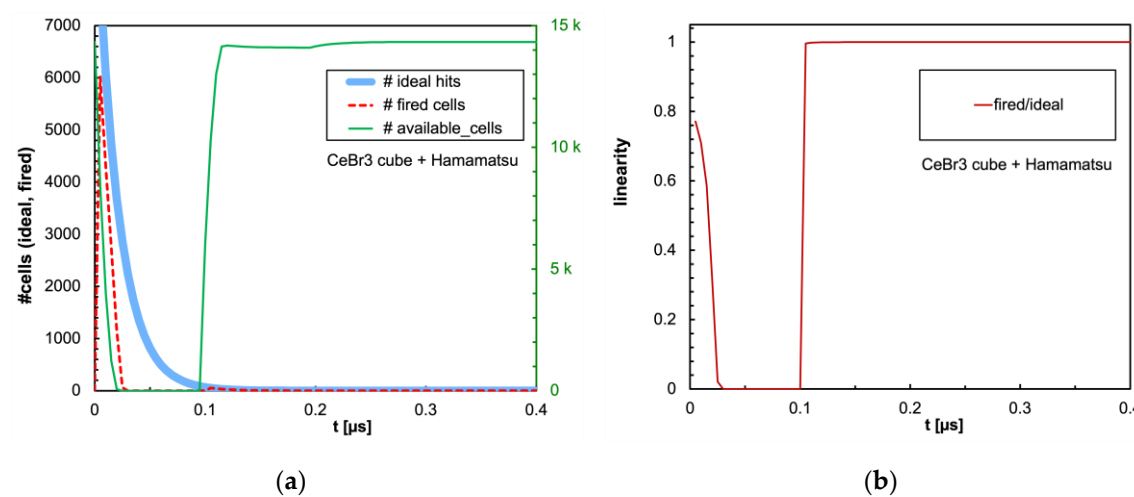 7000
6000
5000
4000
3000
2000
1000
0
#cells (ideal, fired)
15 k
10 k
5 k
0
# ideal hits
# fired cells
# available_cells
CeBr3 cube + Hamamatsu
0 0.1 0.2 0.3 0.4
t [µs]
(a)
1
0.8
0.6
0.4
0.2
0
linearity
fired/ideal
CeBr3 cube + Hamamatsu
0 0.1 0.2 0.3 0.4
t [µs]
(b)